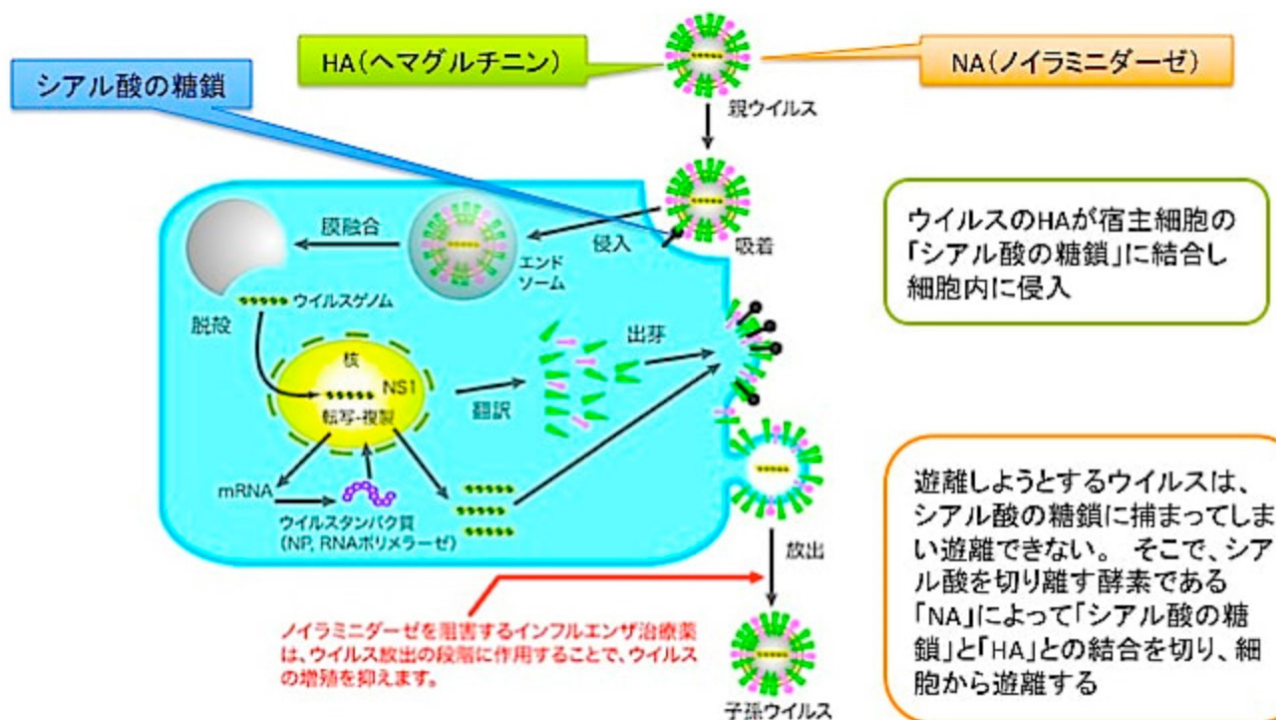 HA(ヘマグルチニン)
NA(ノイラミニダーゼ)
シアル酸の糖鎖
親ウイルス
吸着
侵入
エンド
ソーム
膜融合
脱殻
ウイルスゲノム
核
NS1
転写-複製
翻訳
出芽
mRNA
ウイルスタンパク質
(NP, RNAポリメラーゼ)
放出
子孫ウイルス
ウイルスのHAが宿主細胞の
「シアル酸の糖鎖」に結合し
細胞内に侵入
遊離しようとするウイルスは、
シアル酸の糖鎖に捕まってしま
い遊離できない。 そこで、シア
ル酸を切り離す酵素である
「NA」によって「シアル酸の糖
鎖」と「HA」との結合を切り、細
胞から遊離する
ノイラミニダーゼを阻害するインフルエンザ治療薬
は、ウイルス放出の段階に作用することで、ウイルス
の増殖を抑えます。